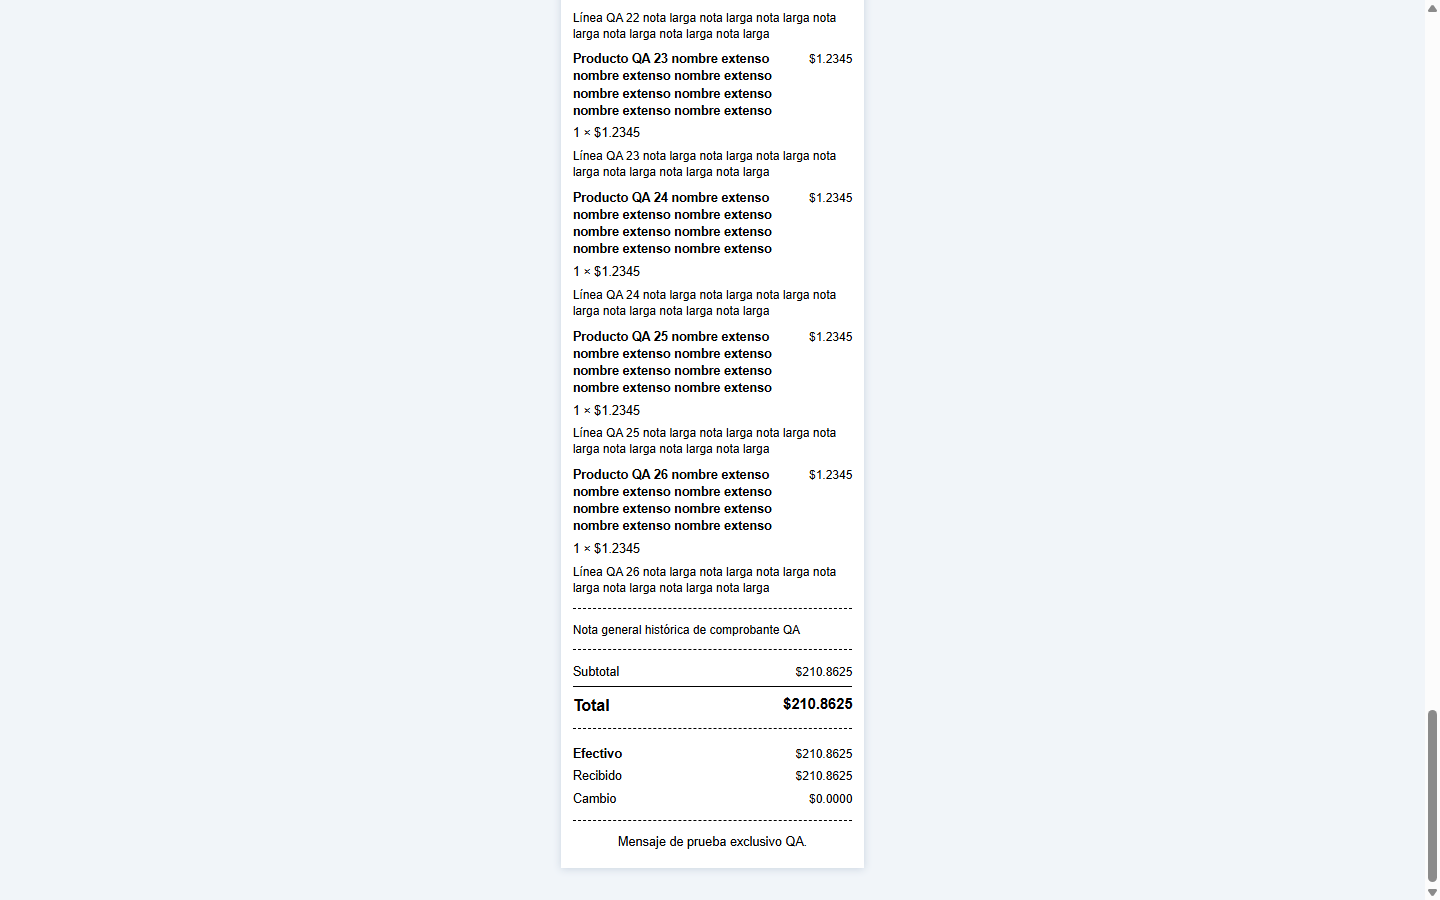 Línea QA 22 nota larga nota larga nota larga nota
larga nota larga nota larga nota larga
Producto QA 23 nombre extenso $1.2345
nombre extenso nombre extenso
nombre extenso nombre extenso
nombre extenso nombre extenso
1 × $1.2345
Línea QA 23 nota larga nota larga nota larga nota
larga nota larga nota larga nota larga
Producto QA 24 nombre extenso $1.2345
nombre extenso nombre extenso
nombre extenso nombre extenso
nombre extenso nombre extenso
1 × $1.2345
Línea QA 24 nota larga nota larga nota larga nota
larga nota larga nota larga nota larga
Producto QA 25 nombre extenso $1.2345
nombre extenso nombre extenso
nombre extenso nombre extenso
nombre extenso nombre extenso
1 × $1.2345
Línea QA 25 nota larga nota larga nota larga nota
larga nota larga nota larga nota larga
Producto QA 26 nombre extenso $1.2345
nombre extenso nombre extenso
nombre extenso nombre extenso
nombre extenso nombre extenso
1 × $1.2345
Línea QA 26 nota larga nota larga nota larga nota
larga nota larga nota larga nota larga
Nota general histórica de comprobante QA
Subtotal $210.8625
Total $210.8625
Efectivo $210.8625
Recibido $210.8625
Cambio $0.0000
Mensaje de prueba exclusivo QA.